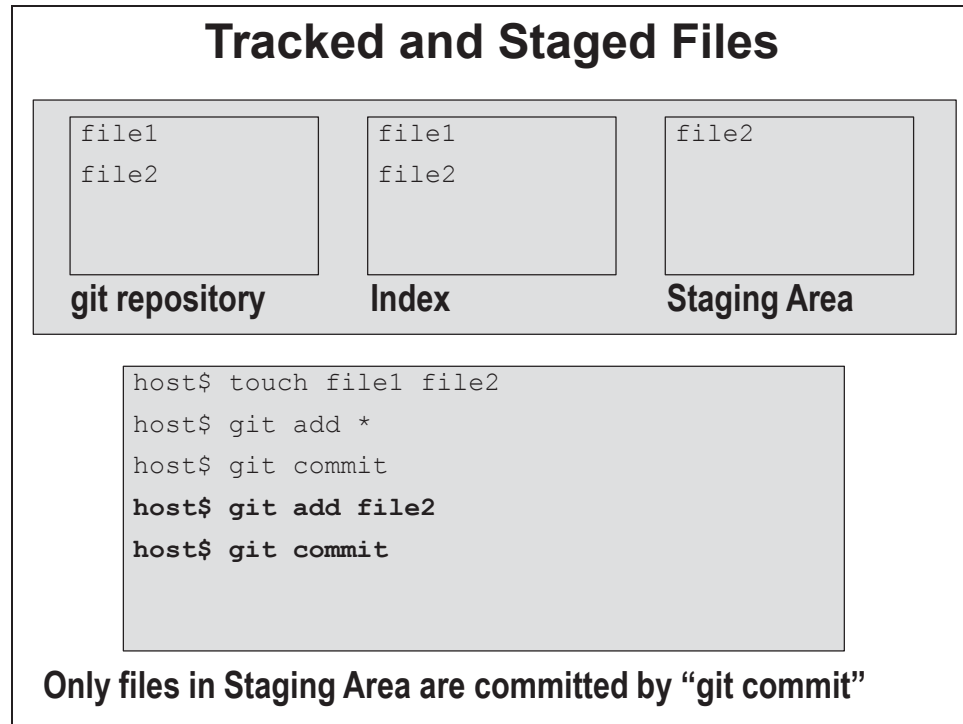 Tracked and Staged Files
file1
file2
git repository
file1
file2
Index
file2
Staging Area
host$ touch file1 file2
host$ git add *
host$ git commit
host$ git add file2
host$ git commit
Only files in Staging Area are committed by “git commit”